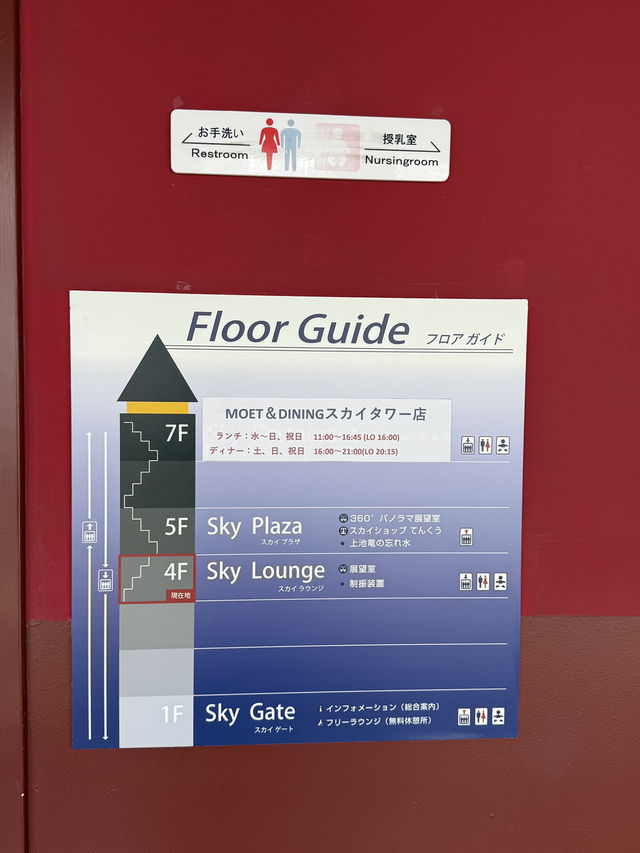 お手洗い
Restroom
授乳室
Nursingroom
Floor Guide フロア ガイド
MOET＆DININGスカイタワー店
7F
ランチ：水～日、祝日 11:00～16:45 (LO 16:00)
ディナー：土、日、祝日 16:00～21:00(LO 20:15)
5F Sky Plaza
スカイ プラザ
360° パノラマ展望室
スカイショップ てんくう
・上池竜の忘れ水
4F Sky Lounge
現在地
スカイ ラウンジ
展望室
・制振装置
1F Sky Gate
スカイ ゲート
i インフォメーション（総合案内）
フリーラウンジ（無料休憩所）